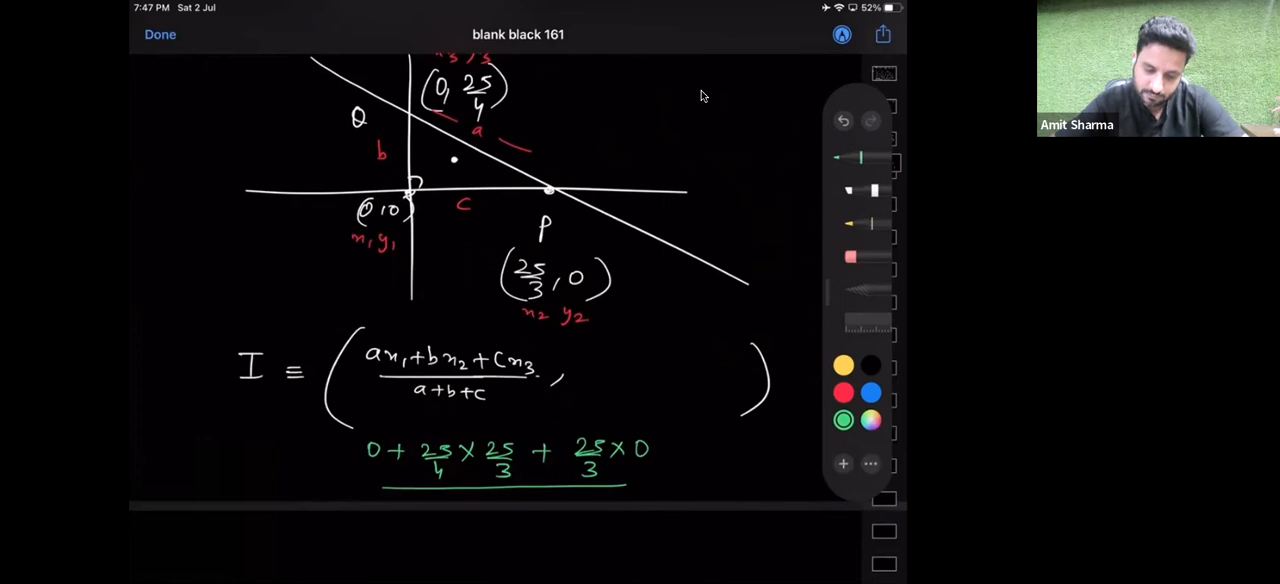 7:47 PM Sat 2 Jul
52%
Done
blank black 161
(0, 25/4)
Q
a
b
c
(0,0)
x₁ y₁
P
(25/3, 0)
x₂ y₂
I ≡ ( (ax₁+bx₂+cx₃)/(a+b+c) ,        )
0 + 25/4 × 25/3 + 25/3 × 0
Amit Sharma